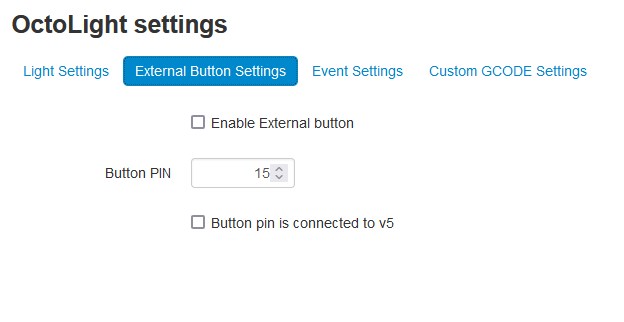 OctoLight settings
Light Settings External Button Settings Event Settings Custom GCODE Settings
Enable External button
Button PIN 15
Button pin is connected to v5